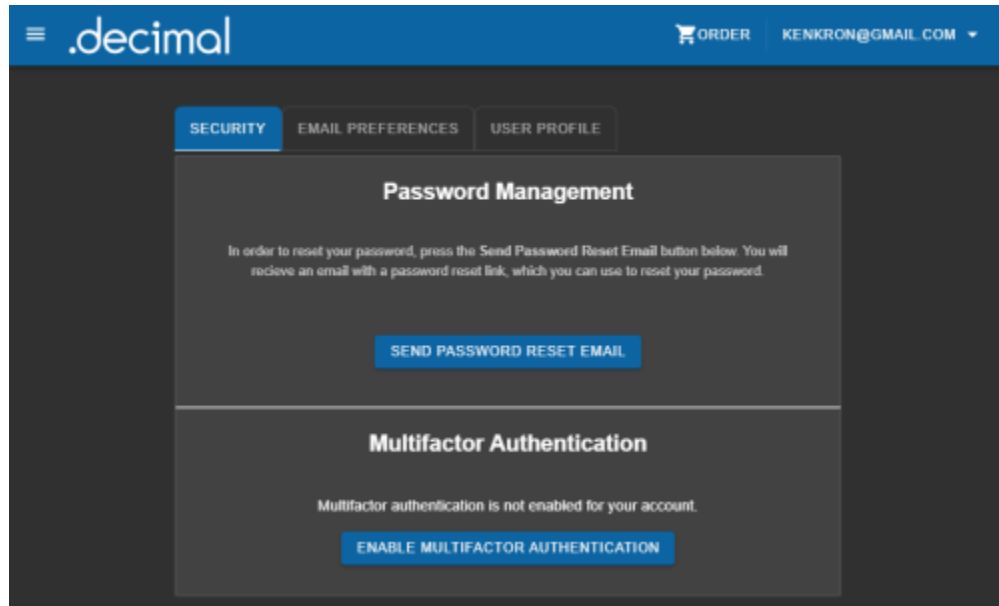 .decimal
ORDER
KENKRON@GMAIL.COM
SECURITY
EMAIL PREFERENCES
USER PROFILE
Password Management
In order to reset your password, press the Send Password Reset Email button below. You will
recieve an email with a password reset link, which you can use to reset your password.
SEND PASSWORD RESET EMAIL
Multifactor Authentication
Multifactor authentication is not enabled for your account.
ENABLE MULTIFACTOR AUTHENTICATION